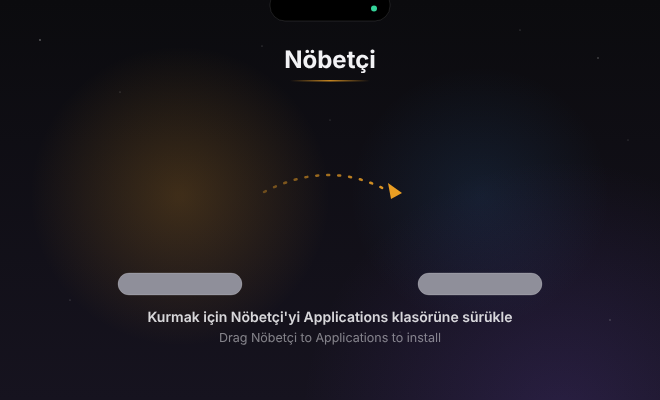 Nöbetçi
Kurmak için Nöbetçi'yi Applications klasörüne sürükle
Drag Nöbetçi to Applications to install